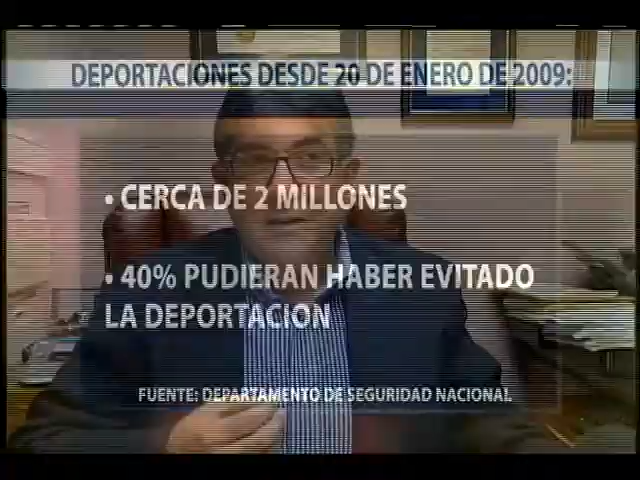 DEPORTACIONES DESDE 20 DE ENERO DE 2009:
• CERCA DE 2 MILLONES
• 40% PUDIERAN HABER EVITADO
LA DEPORTACION
FUENTE: DEPARTAMENTO DE SEGURIDAD NACIONAL